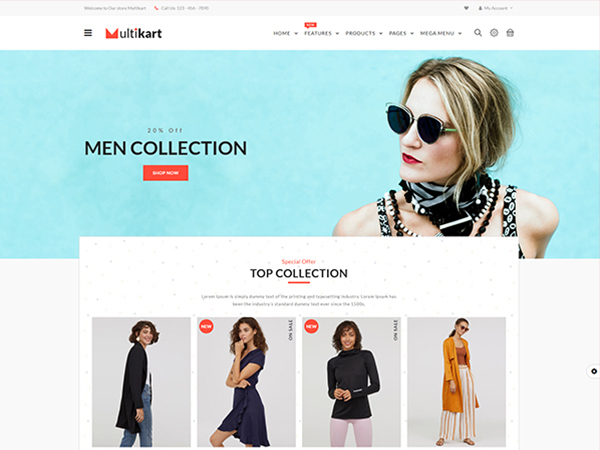 Welcome to Our store Multikart
Call Us: 123 - 456 - 7890
My Account
Multikart
HOME
NEW
FEATURES
PRODUCTS
PAGES
MEGA MENU
20% Off
MEN COLLECTION
SHOP NOW
Special Offer
TOP COLLECTION
Lorem Ipsum is simply dummy text of the printing and typesetting industry. Lorem Ipsum has
been the industry's standard dummy text ever since the 1500s.
NEW
ON SALE
NEW
ON SALE